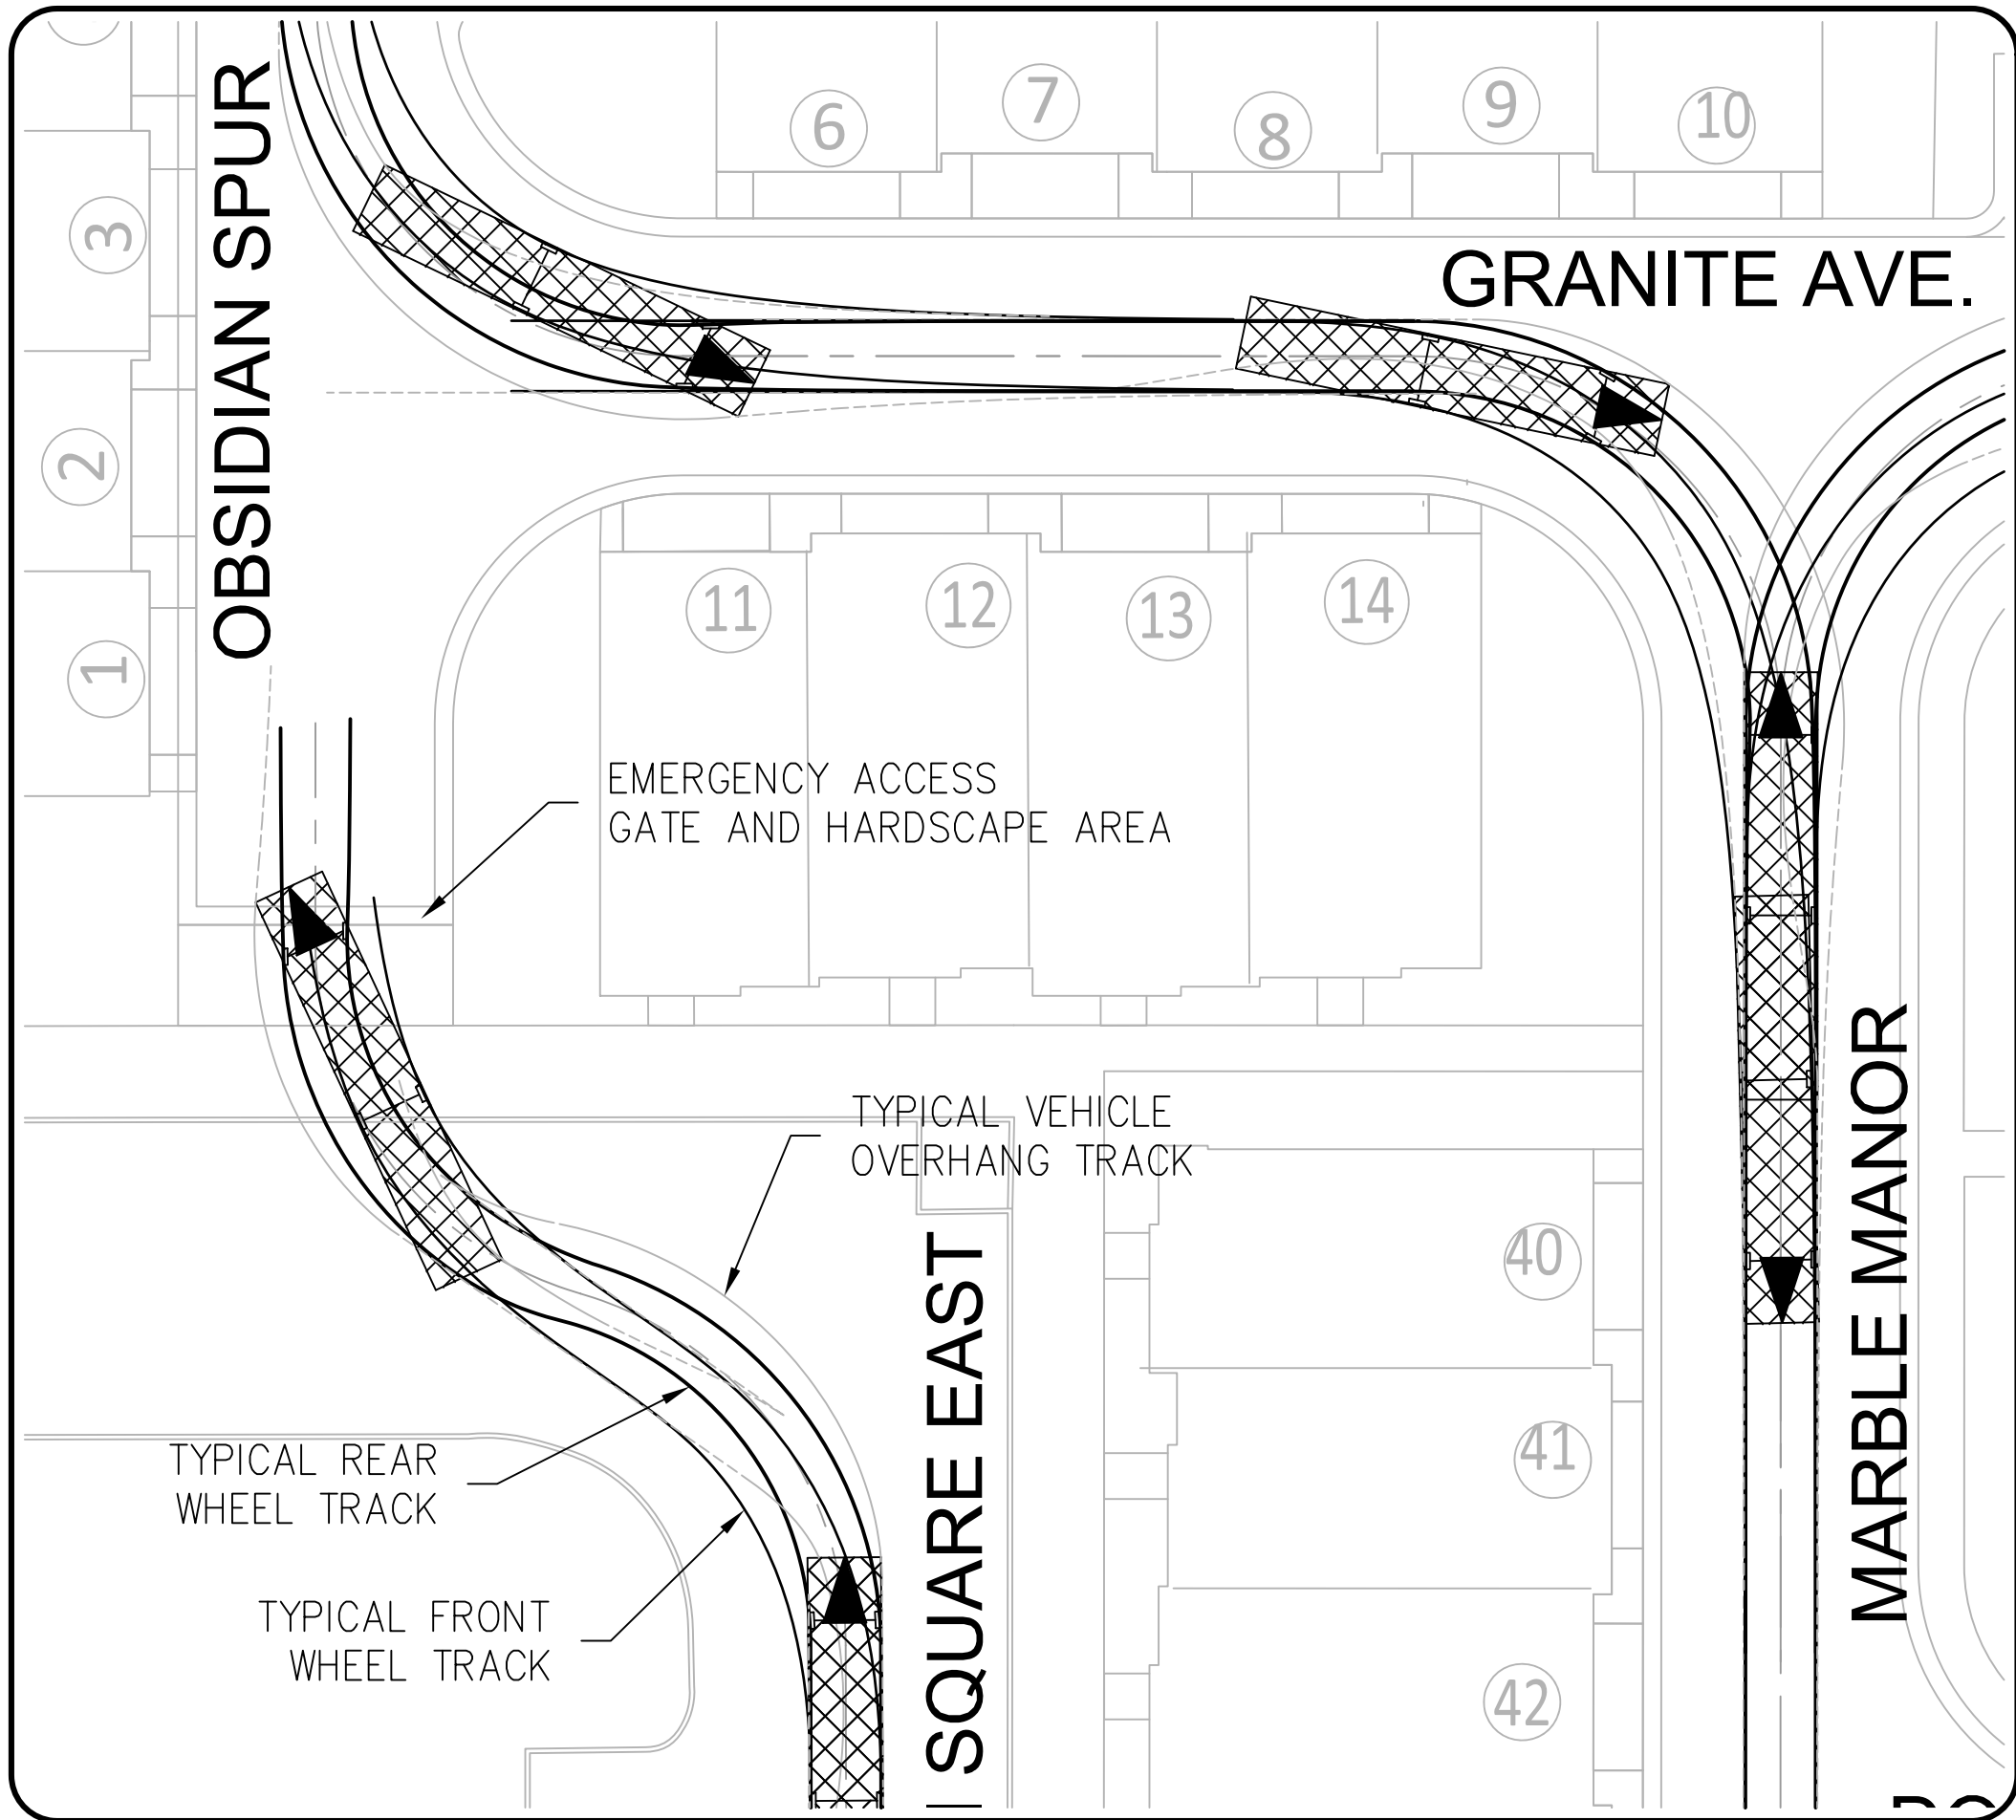 OBSIDIAN SPUR
GRANITE AVE.
6
7
8
9
10
3
2
1
11
12
13
14
EMERGENCY ACCESS
GATE AND HARDSCAPE AREA
TYPICAL VEHICLE
OVERHANG TRACK
TYPICAL REAR
WHEEL TRACK
TYPICAL FRONT
WHEEL TRACK
SQUARE EAST
40
41
42
MARBLE MANOR